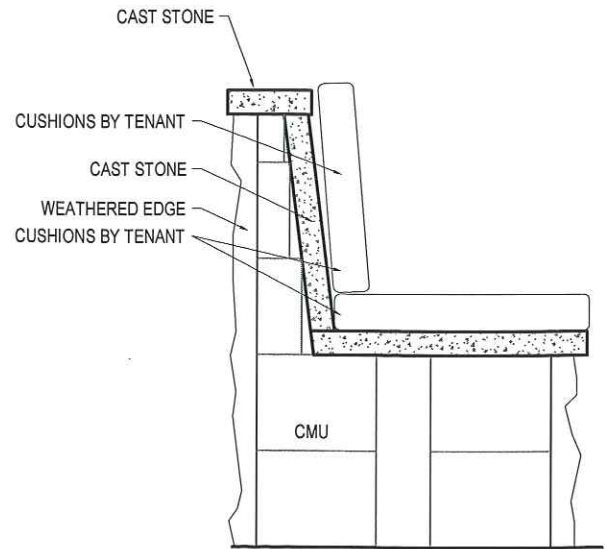 CAST STONE
CUSHIONS BY TENANT
CAST STONE
WEATHERED EDGE
CUSHIONS BY TENANT
CMU